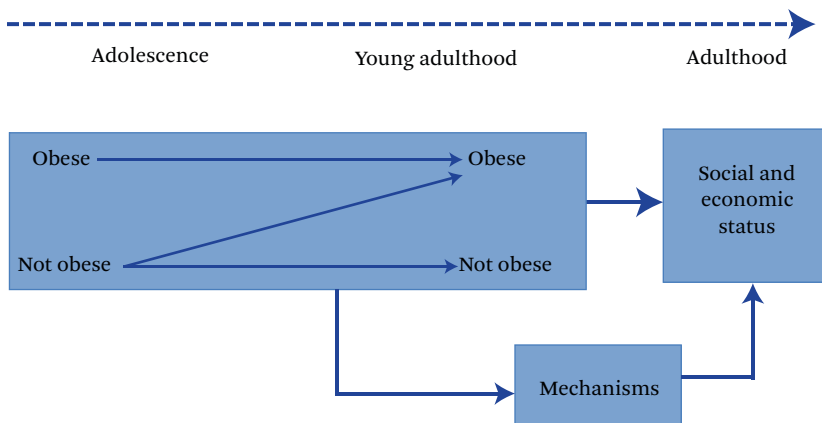 Adolescence Young adulthood Adulthood
Obese Obese
Not obese Not obese
Social and
economic
status
Mechanisms